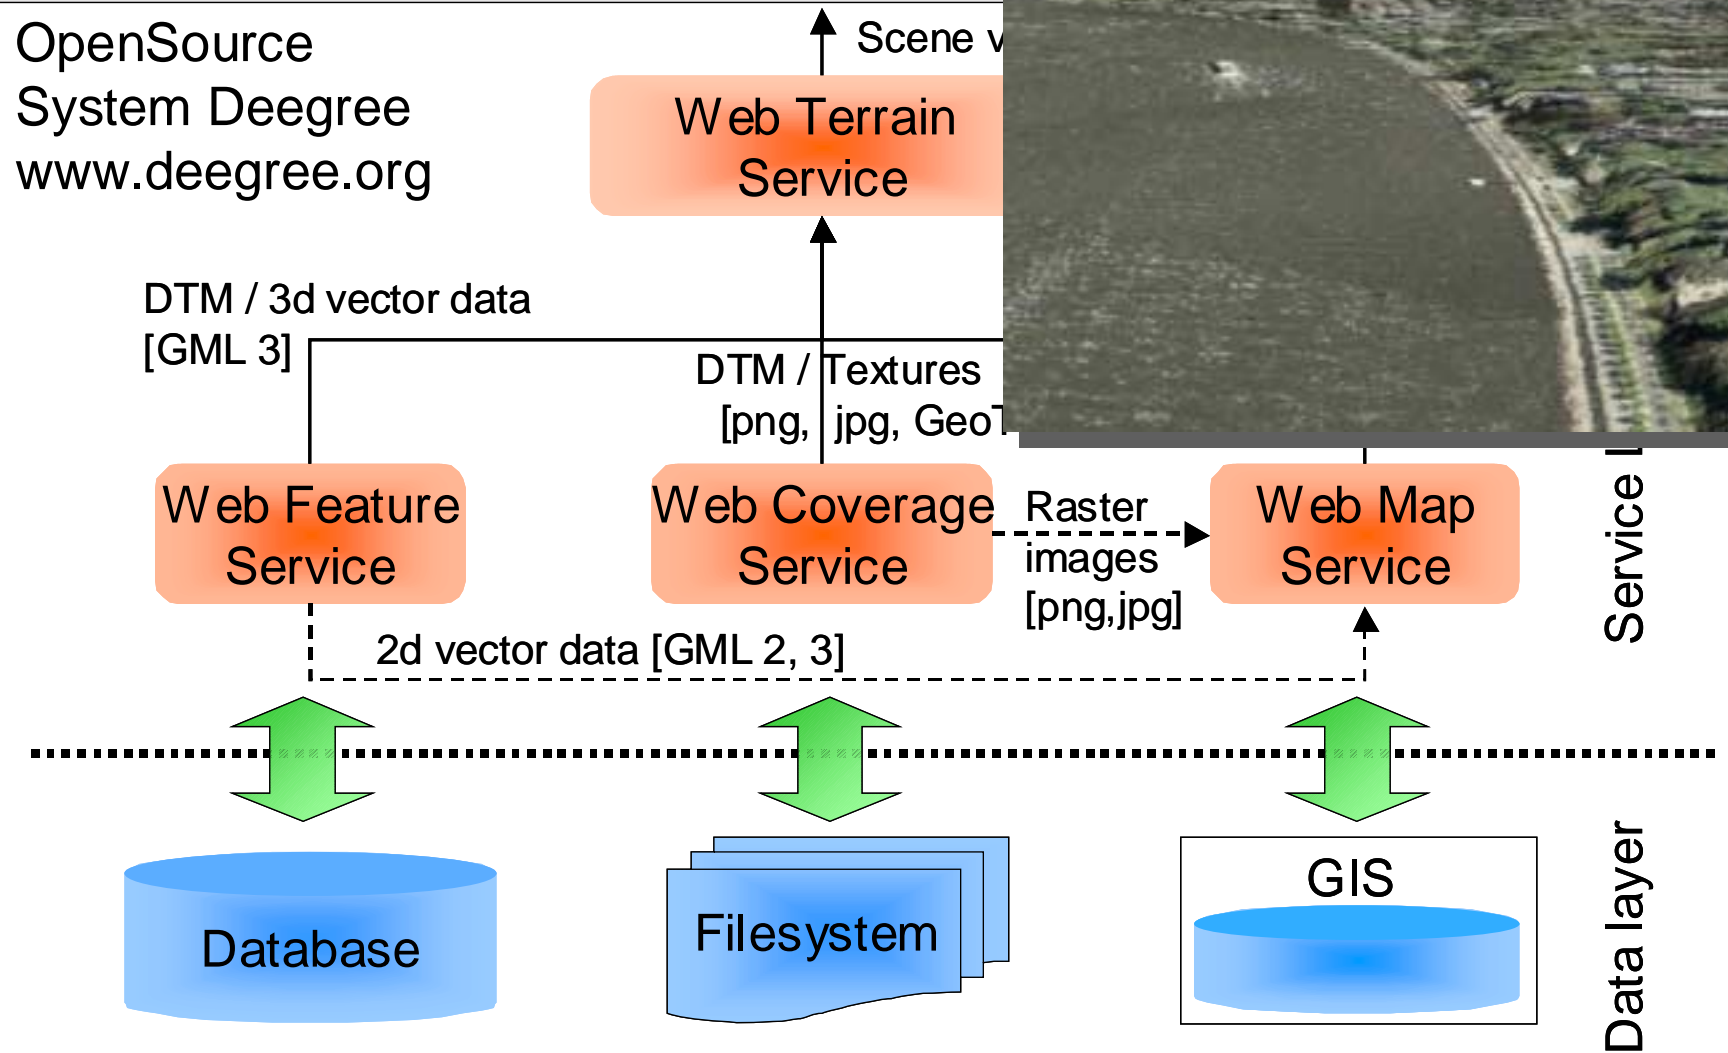 OpenSource
System Deegree
www.deegree.org
Scene
Web Terrain
Service
DTM / 3d vector data
[GML 3]
DTM / Textures
[png, jpg,
Web Feature
Service
Web Coverage
Service
Raster
images
[png,jpg]
Web Map
Service
Service
2d vector data [GML 2, 3]
Database
Filesystem
GIS
Data layer